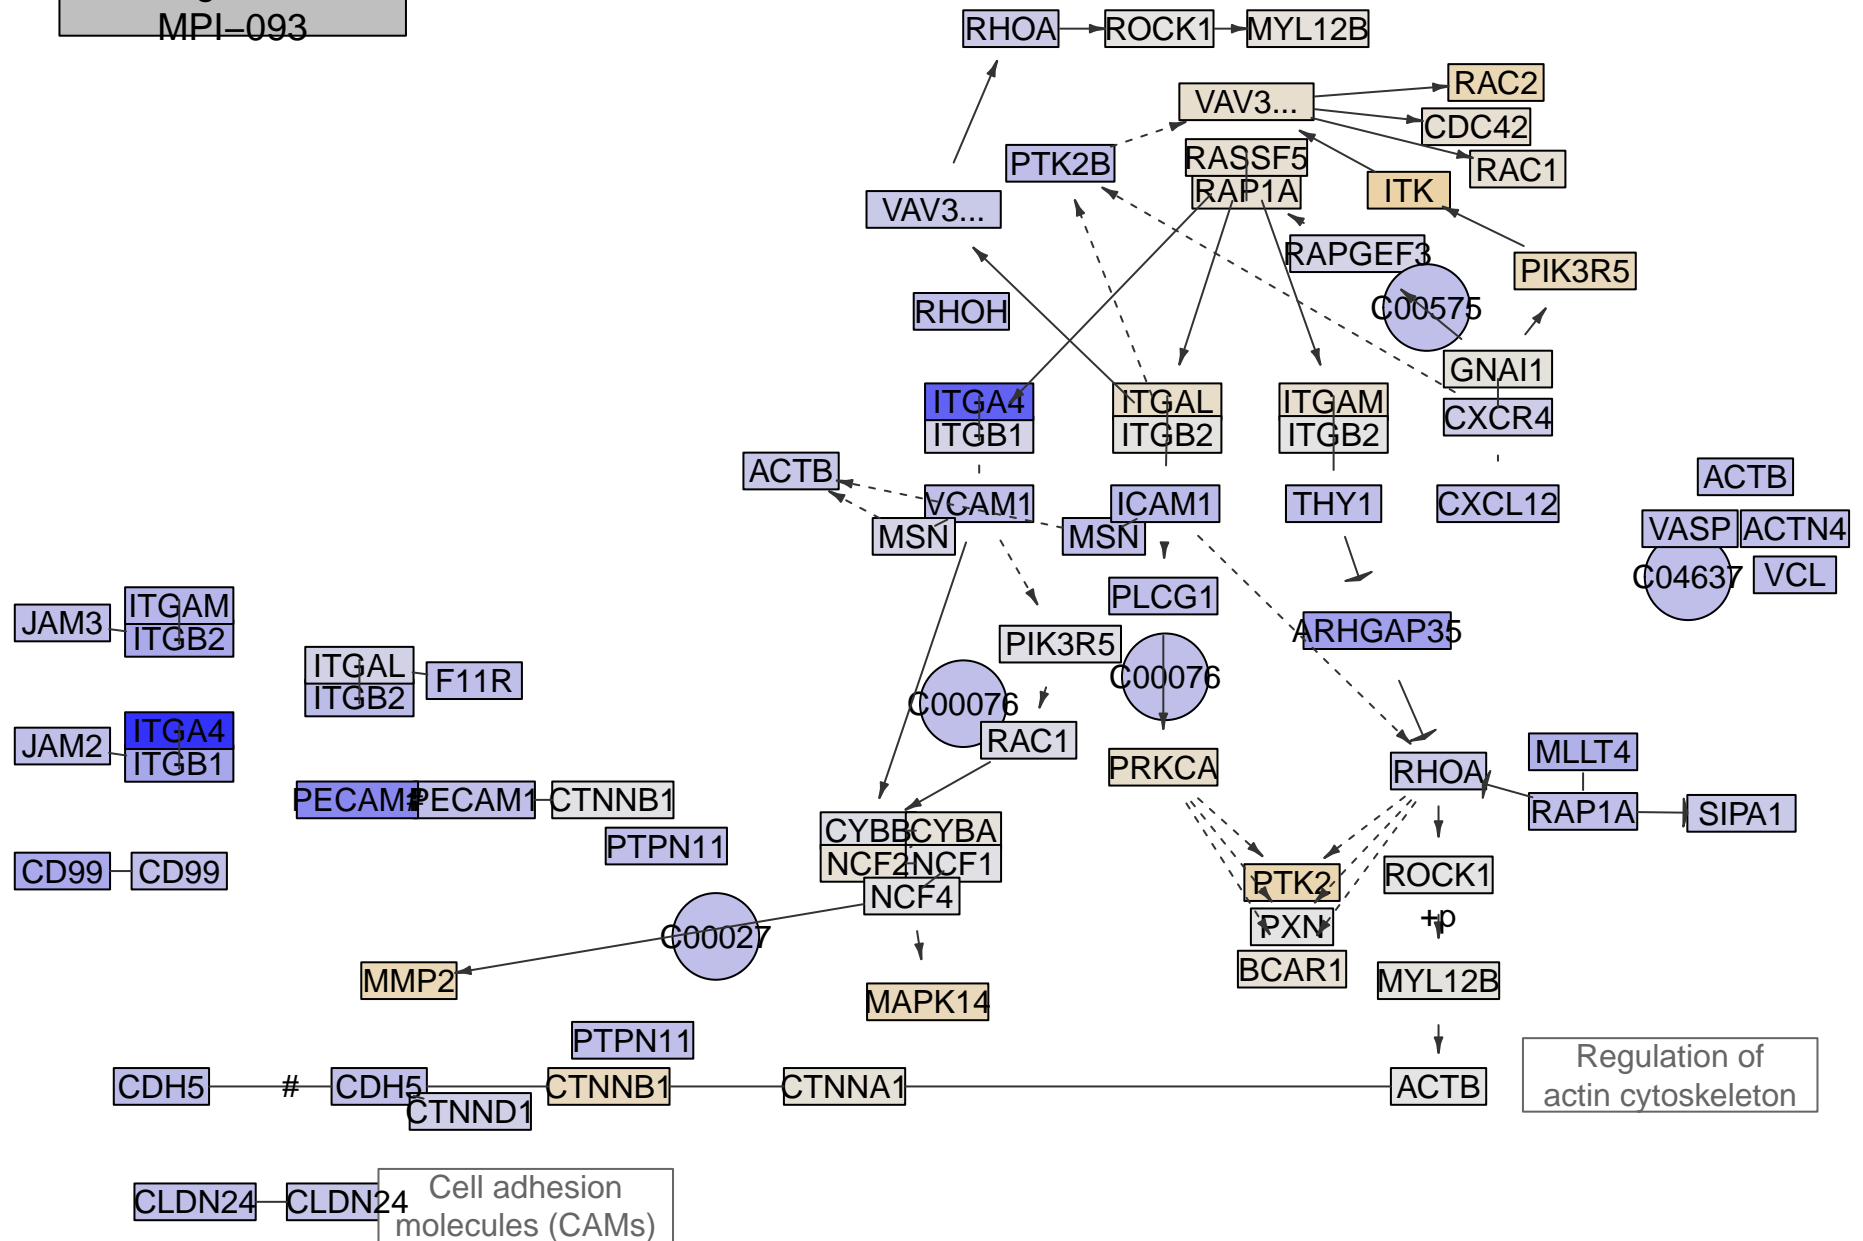 MPI−093
RHOA
ROCK1
MYL12B
RAC2
VAV3...
CDC42
RASSF5
PTK2B
RAC1
RAP1A
ITK
VAV3...
RAPGEF3
PIK3R5
C00575
RHOH
GNAI1
ITGA4
ITGAL
ITGAM
CXCR4
ITGB1
ITGB2
ITGB2
ACTB
ACTB
VCAM1
ICAM1
THY1
CXCL12
MSN
MSN
VASP
ACTN4
C04637
VCL
PLCG1
ITGAM
JAM3
ITGB2
ARHGAP35
PIK3R5
ITGAL
F11R
ITGB2
C00076
C00076
ITGA4
JAM2
ITGB1
RAC1
PRKCA
RHOA
MLLT4
PECAM1
#
PECAM1
CTNNB1
RAP1A
SIPA1
CYBB
CYBA
PTPN11
NCF2
NCF1
CD99
CD99
PTK2
ROCK1
NCF4
+p
PXN
C00027
BCAR1
MMP2
MYL12B
MAPK14
PTPN11
CDH5
#
CDH5
CTNNB1
CTNNA1
ACTB
CTNND1
Regulation of
actin cytoskeleton
CLDN24
CLDN24
Cell adhesion
molecules (CAMs)